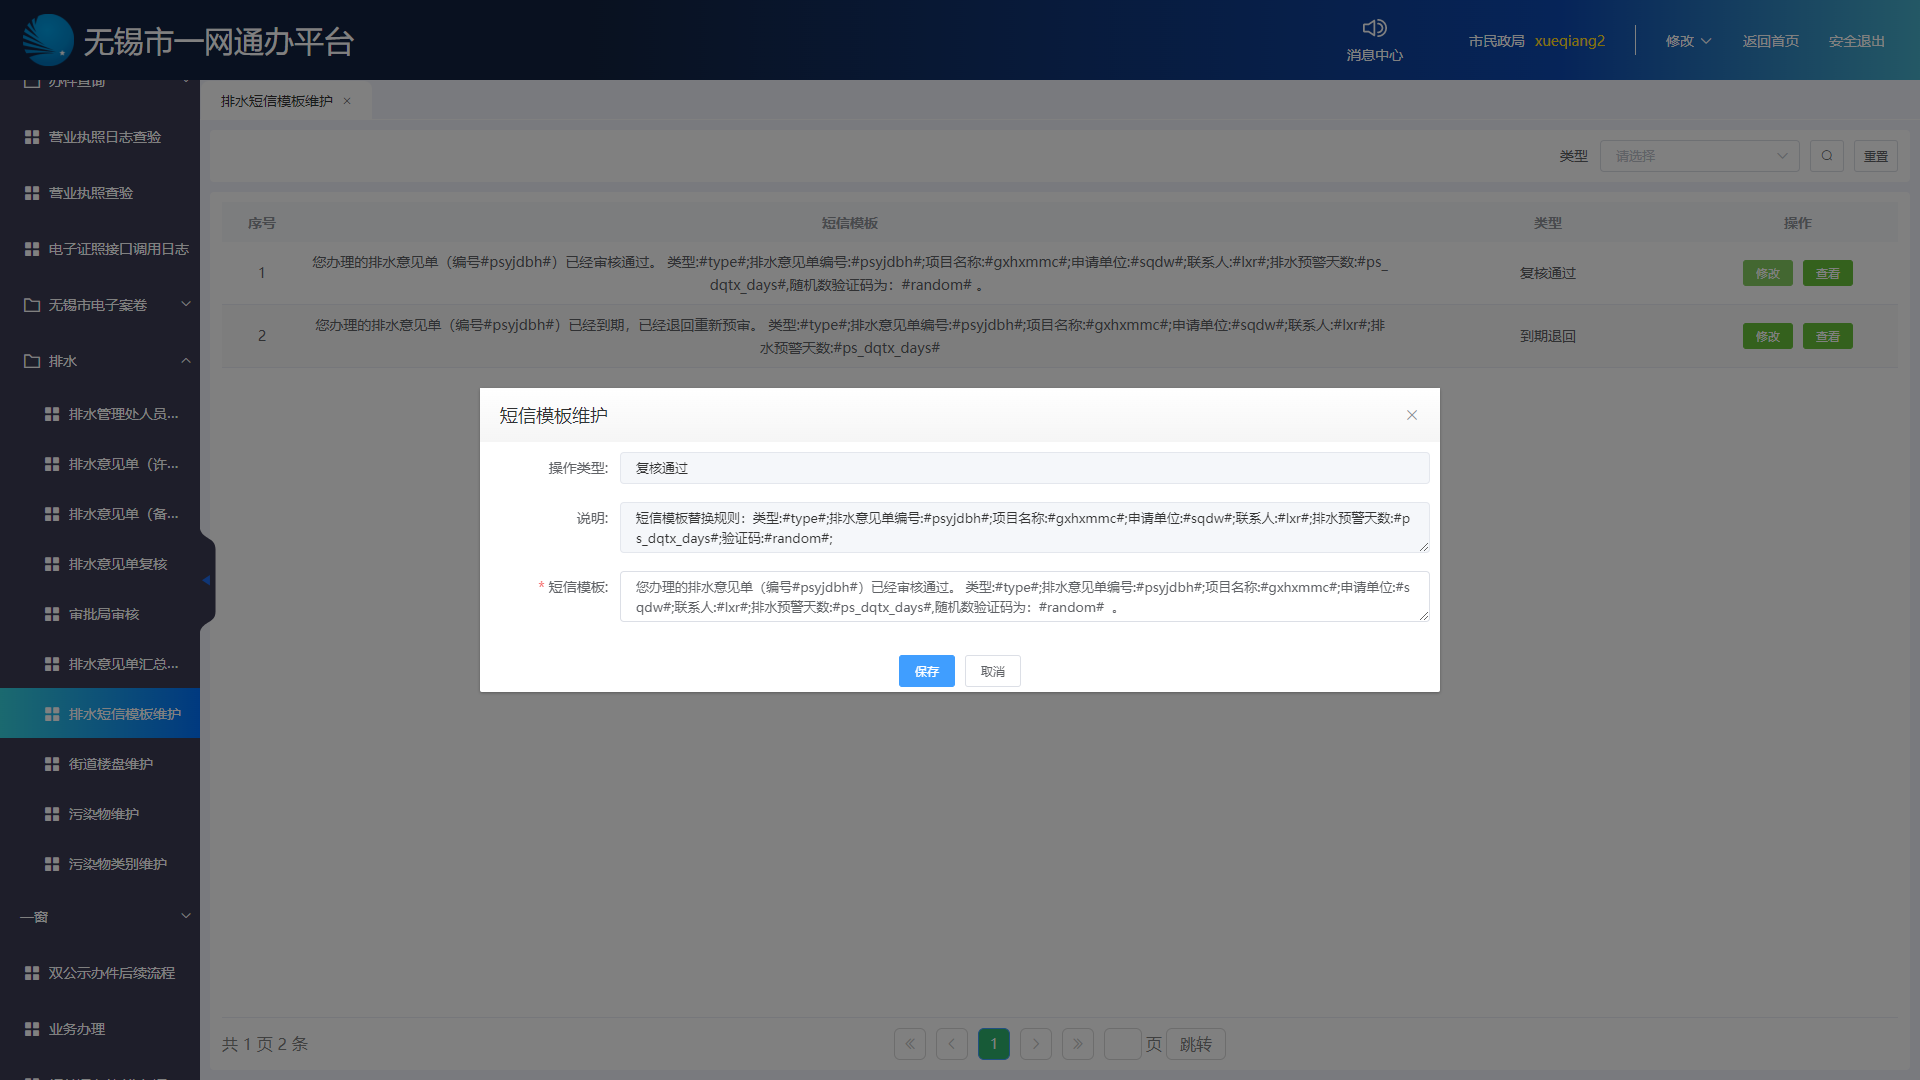 无锡市一网通办平台
消息中心
市民政局 xueqiang2
修改
返回首页
安全退出
办件查询
营业执照日志查验
营业执照查验
电子证照接口调用日志
无锡市电子案卷
排水
排水管理处人员...
排水意见单（许...
排水意见单（备...
排水意见单复核
审批局审核
排水意见单汇总...
排水短信模板维护
街道楼盘维护
污染物维护
污染物类别维护
一窗
双公示办件后续流程
业务办理
排水短信模板维护 ×
类型 请选择 重置
序号 短信模板 类型 操作
1 您办理的排水意见单（编号#psyjdbh#）已经审核通过。 类型:#type#;排水意见单编号:#psyjdbh#;项目名称:#gxhxmmc#;申请单位:#sqdw#;联系人:#lxr#;排水预警天数:#ps_
dqtx_days#,随机数验证码为：#random# 。 复核通过 修改 查看
2 您办理的排水意见单（编号#psyjdbh#）已经到期，已经退回重新预审。 类型:#type#;排水意见单编号:#psyjdbh#;项目名称:#gxhxmmc#;申请单位:#sqdw#;联系人:#lxr#;排
水预警天数:#ps_dqtx_days# 到期退回 修改 查看
短信模板维护
操作类型: 复核通过
说明: 短信模板替换规则：类型:#type#;排水意见单编号:#psyjdbh#;项目名称:#gxhxmmc#;申请单位:#sqdw#;联系人:#lxr#;排水预警天数:#p
s_dqtx_days#;验证码:#random#;
* 短信模板: 您办理的排水意见单（编号#psyjdbh#）已经审核通过。 类型:#type#;排水意见单编号:#psyjdbh#;项目名称:#gxhxmmc#;申请单位:#s
qdw#;联系人:#lxr#;排水预警天数:#ps_dqtx_days#,随机数验证码为：#random# 。
保存 取消
共 1 页 2 条
1
页 跳转